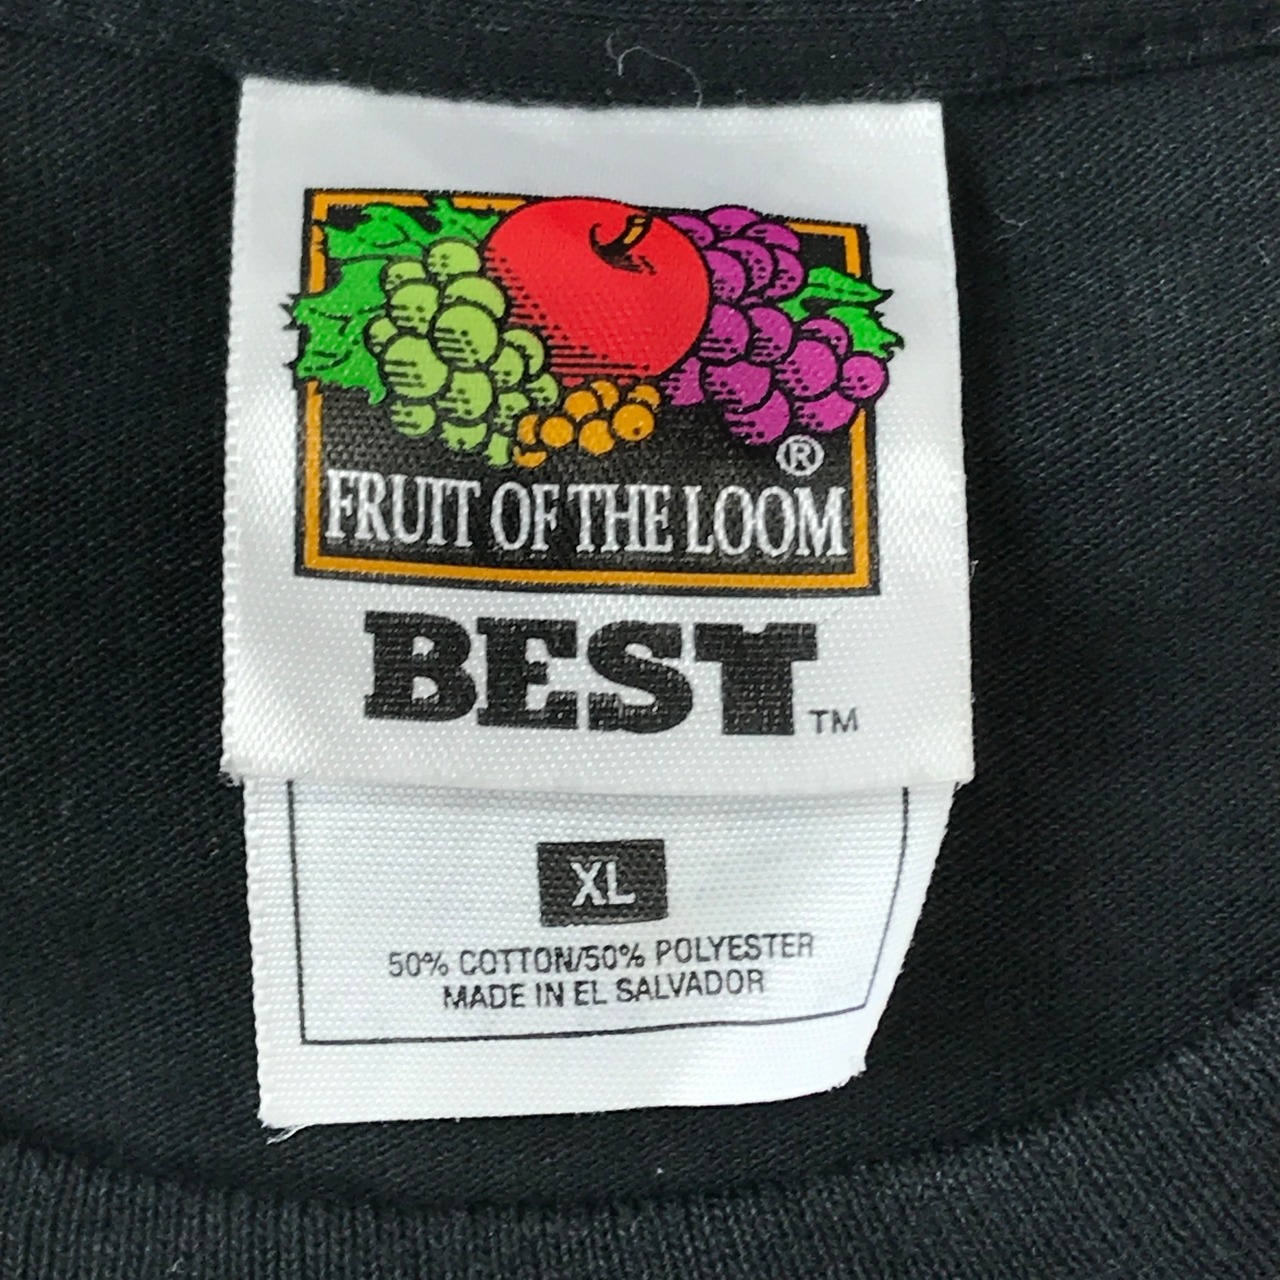 ®
FRUIT OF THE LOOM
BEST™
XL
50% COTTON/50% POLYESTER
MADE IN EL SALVADOR